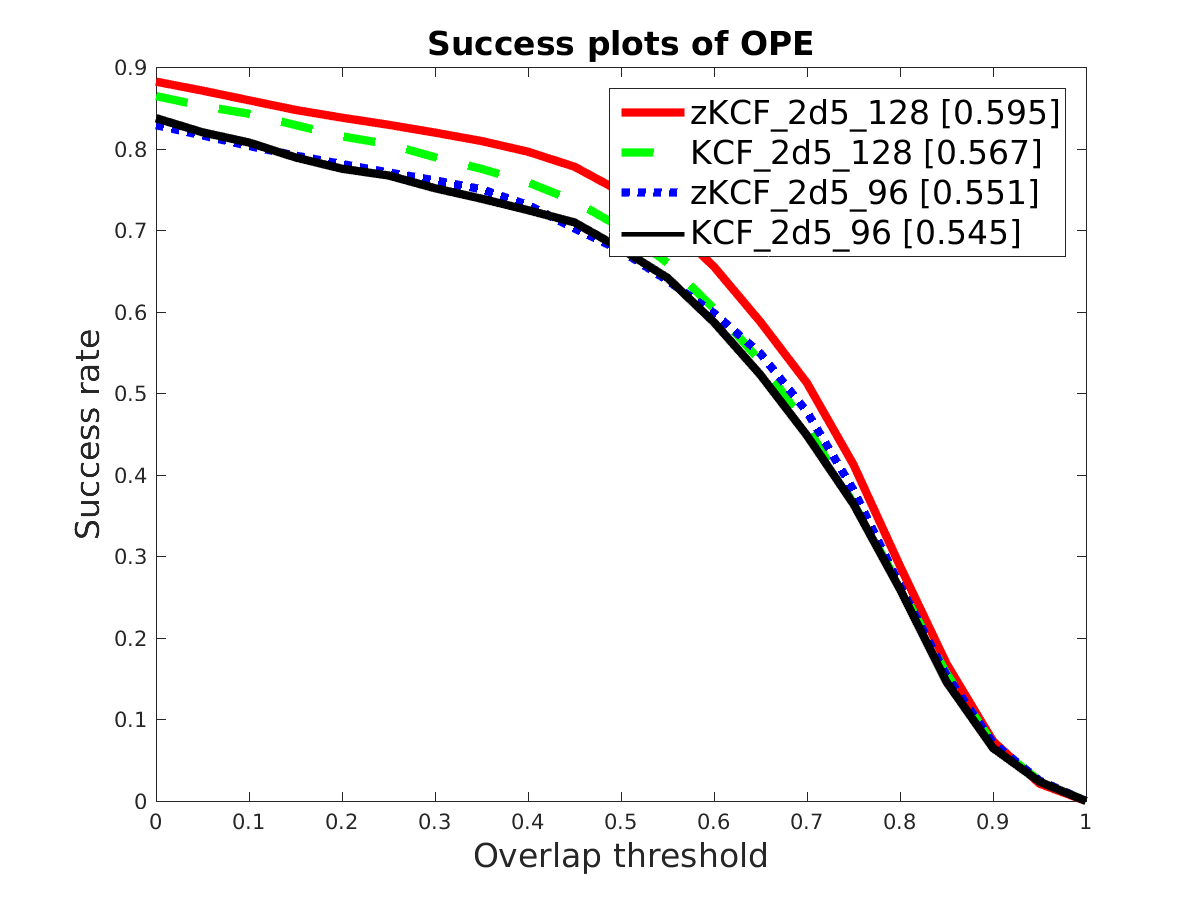 Success plots of OPE
zKCF_2d5_128 [0.595]
KCF_2d5_128 [0.567]
zKCF_2d5_96 [0.551]
KCF_2d5_96 [0.545]
Success rate
0.9
0.8
0.7
0.6
0.5
0.4
0.3
0.2
0.1
0
0 0.1 0.2 0.3 0.4 0.5 0.6 0.7 0.8 0.9 1
Overlap threshold